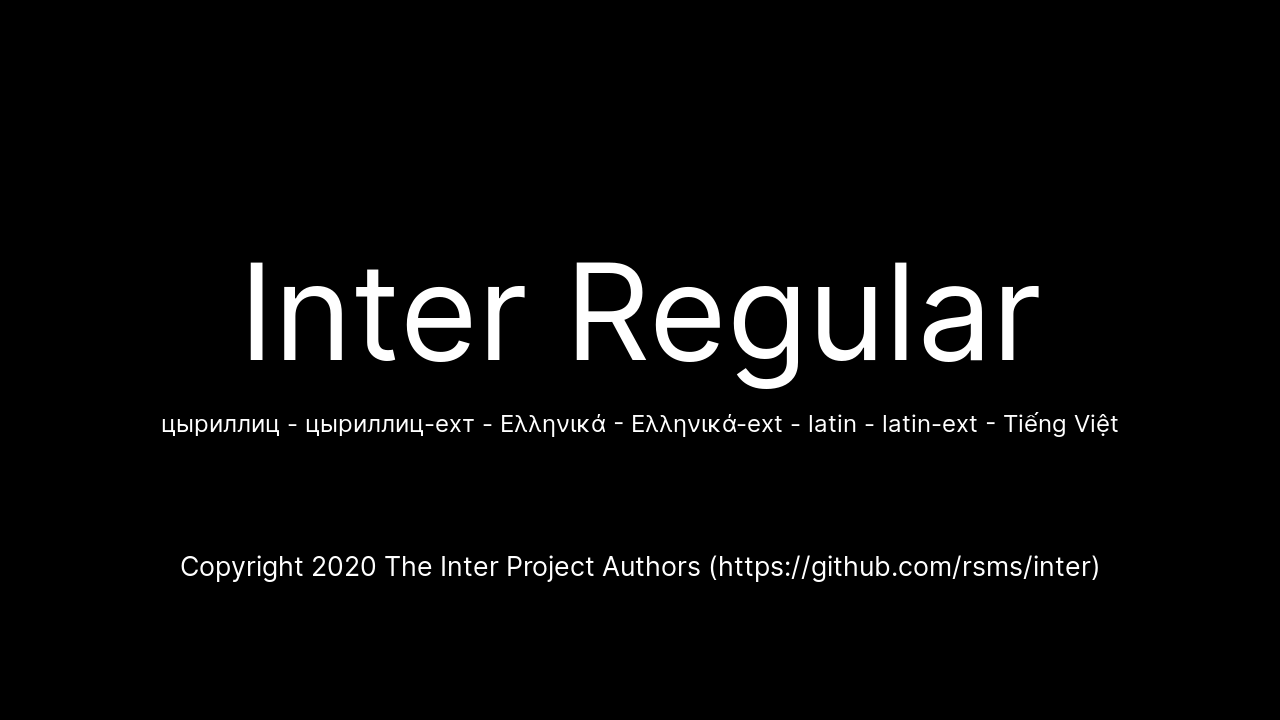 Inter Regular
цыриллиц - цыриллиц-ехт - Ελληνικά - Ελληνικά-ext - latin - latin-ext - Tiếng Việt
Copyright 2020 The Inter Project Authors (https://github.com/rsms/inter)